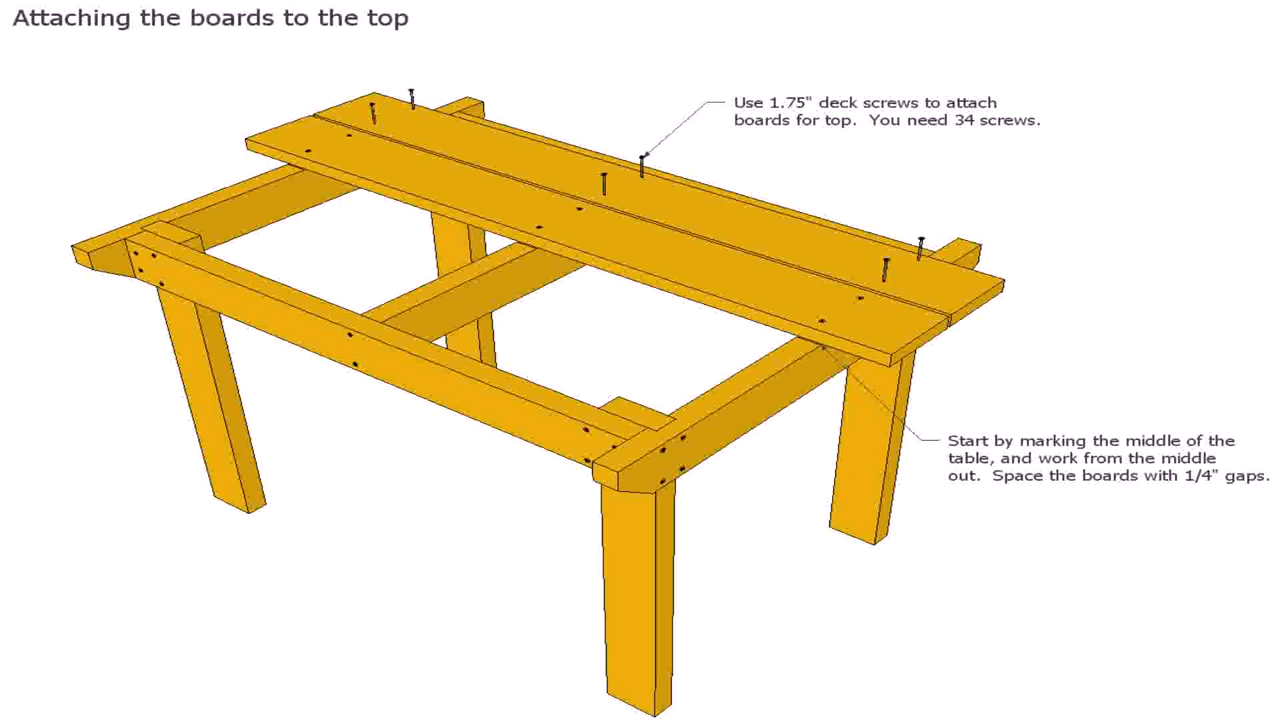 Attaching the boards to the top
Use 1.75" deck screws to attach
boards for top.  You need 34 screws.
Start by marking the middle of the
table, and work from the middle
out.  Space the boards with 1/4" gaps.